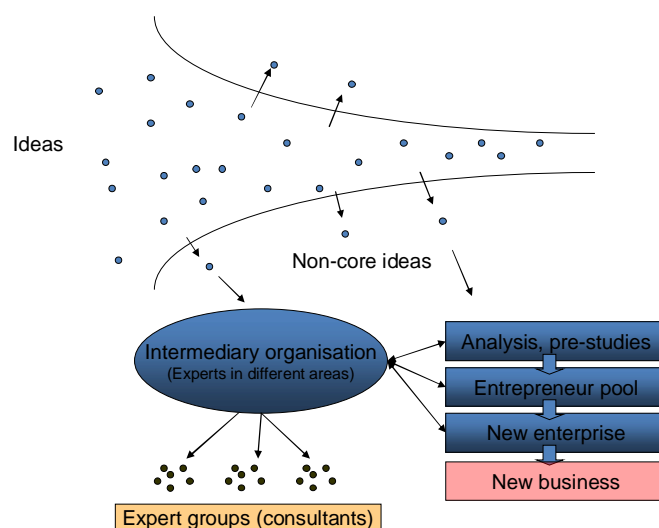 Ideas
Non-core ideas
Intermediary organisation
(Experts in different areas)
Analysis, pre-studies
Entrepreneur pool
New enterprise
New business
Expert groups (consultants)